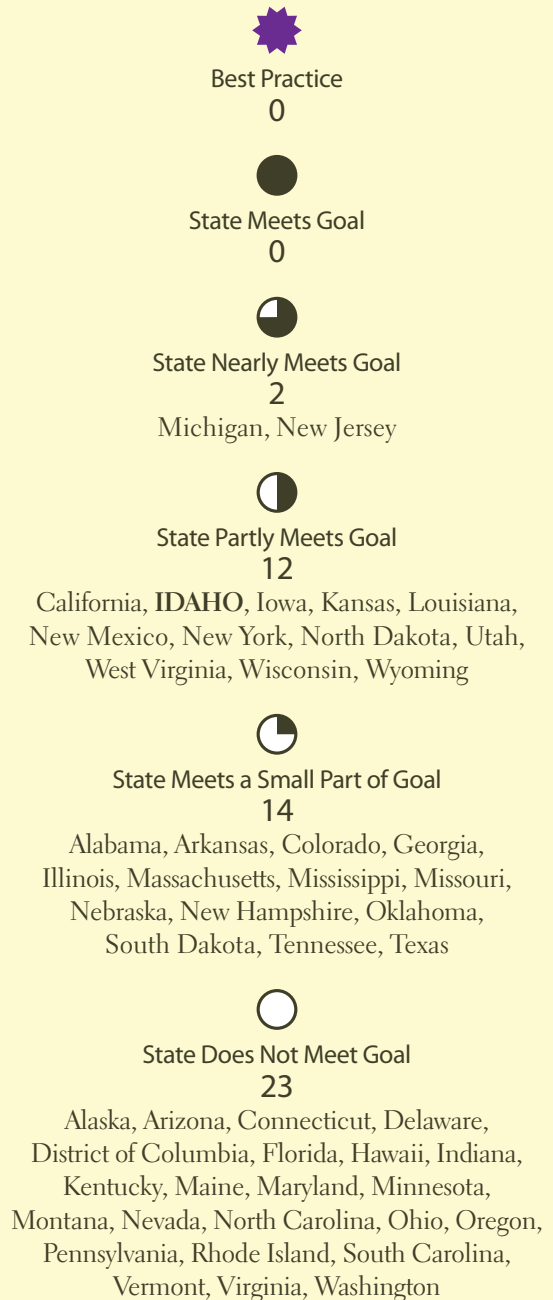 Best Practice
0
State Meets Goal
0
State Nearly Meets Goal
2
Michigan, New Jersey
State Partly Meets Goal
12
California, IDAHO, Iowa, Kansas, Louisiana,
New Mexico, New York, North Dakota, Utah,
West Virginia, Wisconsin, Wyoming
State Meets a Small Part of Goal
14
Alabama, Arkansas, Colorado, Georgia,
Illinois, Massachusetts, Mississippi, Missouri,
Nebraska, New Hampshire, Oklahoma,
South Dakota, Tennessee, Texas
State Does Not Meet Goal
23
Alaska, Arizona, Connecticut, Delaware,
District of Columbia, Florida, Hawaii, Indiana,
Kentucky, Maine, Maryland, Minnesota,
Montana, Nevada, North Carolina, Ohio, Oregon,
Pennsylvania, Rhode Island, South Carolina,
Vermont, Virginia, Washington